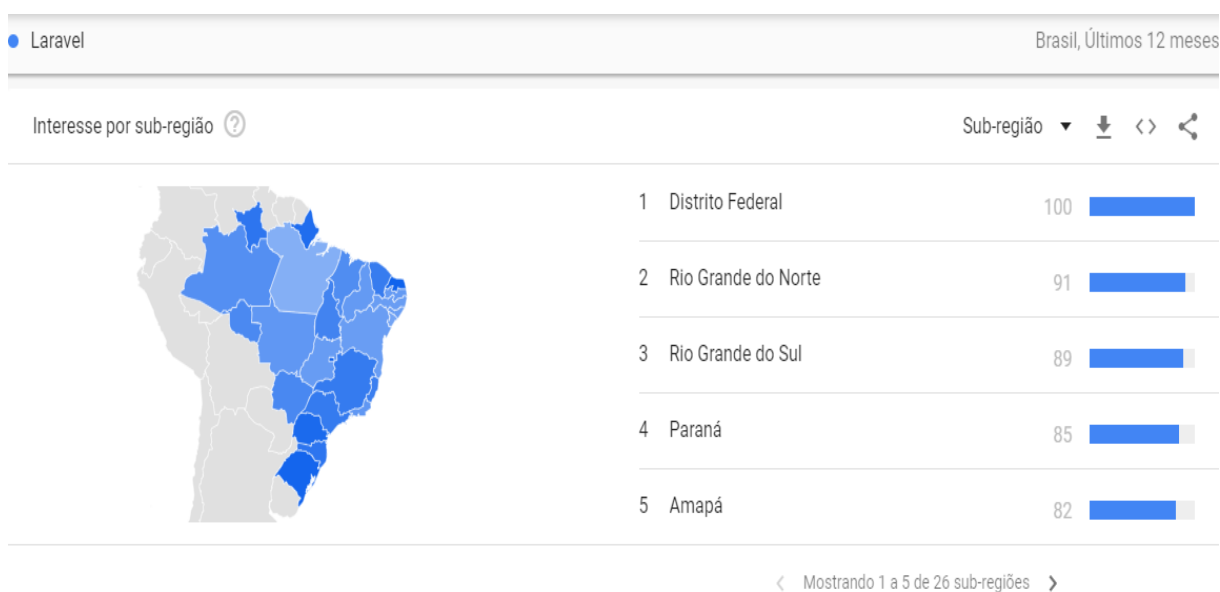 Laravel
Brasil, Últimos 12 meses
Interesse por sub-região ?
Sub-região
1 Distrito Federal 100
2 Rio Grande do Norte 91
3 Rio Grande do Sul 89
4 Paraná 85
5 Amapá 82
Mostrando 1 a 5 de 26 sub-regiões